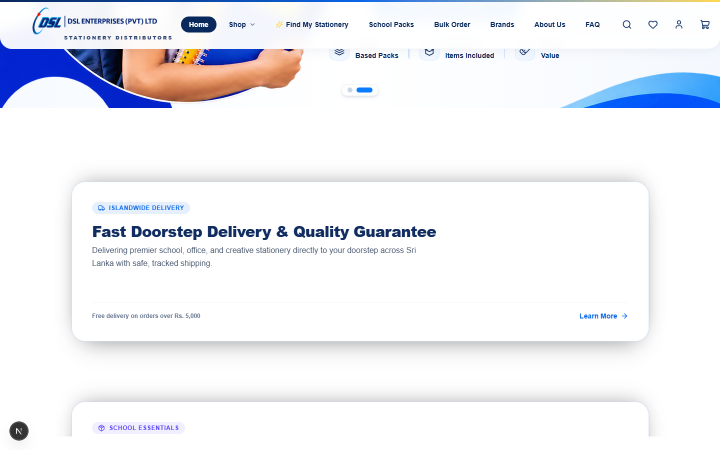 DSL
DSL ENTERPRISES (PVT) LTD
STATIONERY DISTRIBUTORS
Home
Shop
Find My Stationery
School Packs
Bulk Order
Brands
About Us
FAQ
Based Packs
Items Included
Value
ISLANDWIDE DELIVERY
Fast Doorstep Delivery & Quality Guarantee
Delivering premier school, office, and creative stationery directly to your doorstep across Sri
Lanka with safe, tracked shipping.
Free delivery on orders over Rs. 5,000
Learn More
SCHOOL ESSENTIALS
N